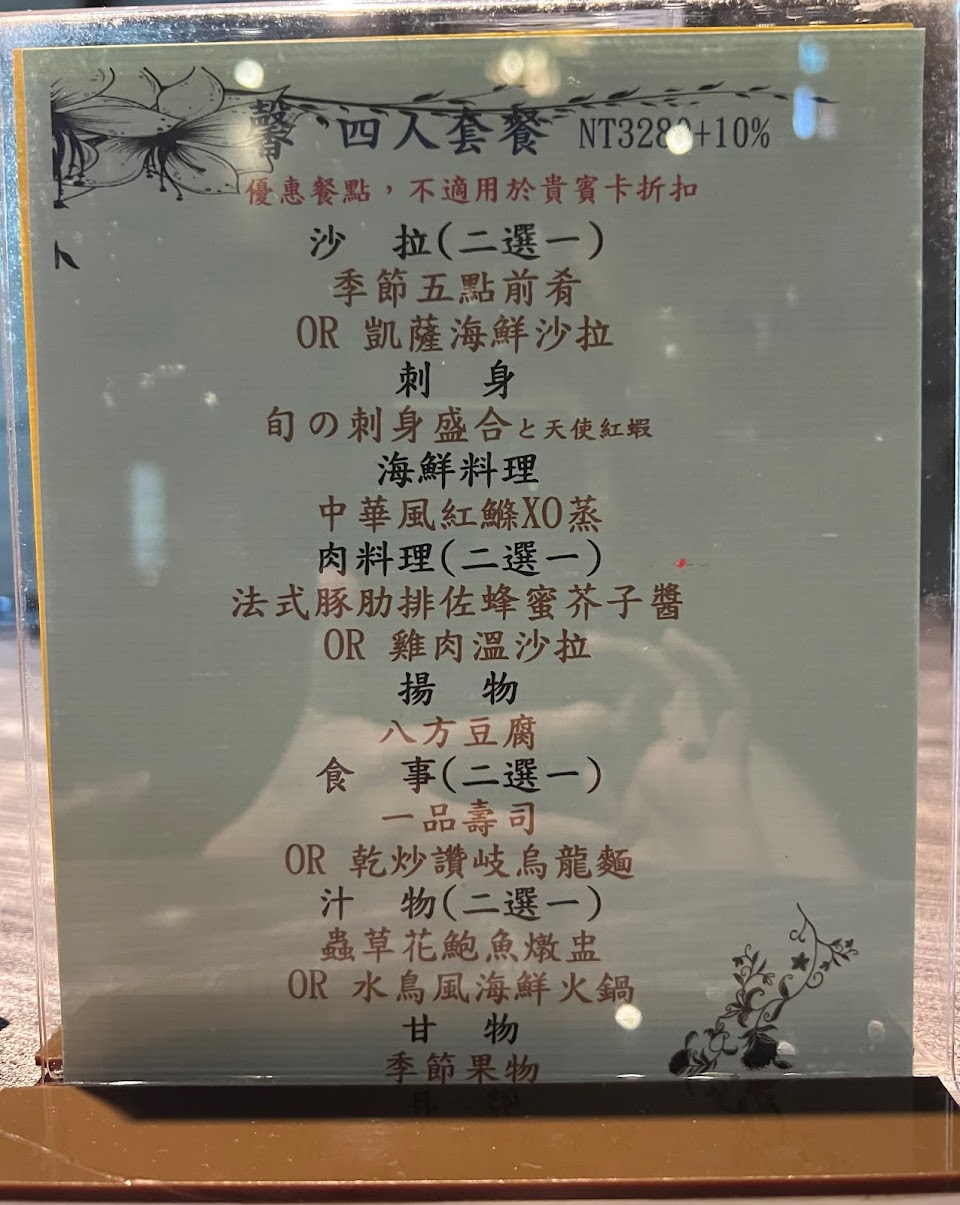 馨、四人套餐 NT3280+10%
優惠餐點，不適用於貴賓卡折扣
沙 拉(二選一)
季節五點前肴
OR 凱薩海鮮沙拉
刺 身
旬の刺身盛合と天使紅蝦
海鮮料理
中華風紅鰷XO蒸
肉料理(二選一)
法式豚肋排佐蜂蜜芥子醬
OR 雞肉溫沙拉
揚 物
八方豆腐
食 事(二選一)
一品壽司
OR 乾炒讚岐烏龍麵
汁 物(二選一)
蟲草花鮑魚燉盅
OR 水鳥風海鮮火鍋
甘 物
季節果物